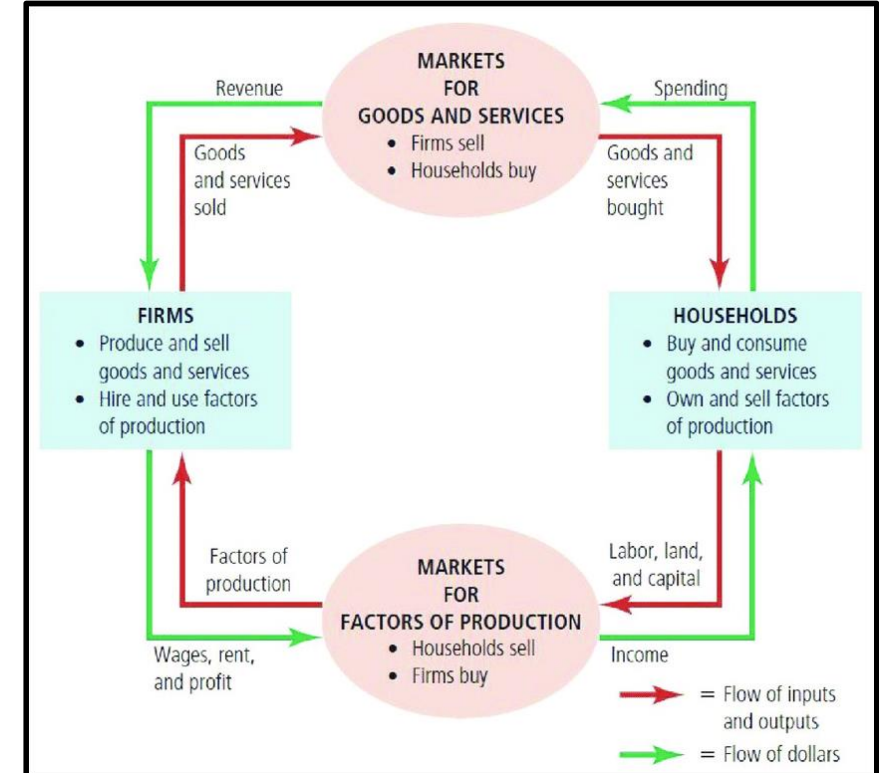 MARKETS
FOR
GOODS AND SERVICES
• Firms sell
• Households buy
Revenue
Spending
Goods
and services
sold
Goods and
services
bought
FIRMS
• Produce and sell
goods and services
• Hire and use factors
of production
HOUSEHOLDS
• Buy and consume
goods and services
• Own and sell factors
of production
Factors of
production
Labor, land,
and capital
MARKETS
FOR
FACTORS OF PRODUCTION
• Households sell
• Firms buy
Wages, rent,
and profit
Income
= Flow of inputs
and outputs
= Flow of dollars